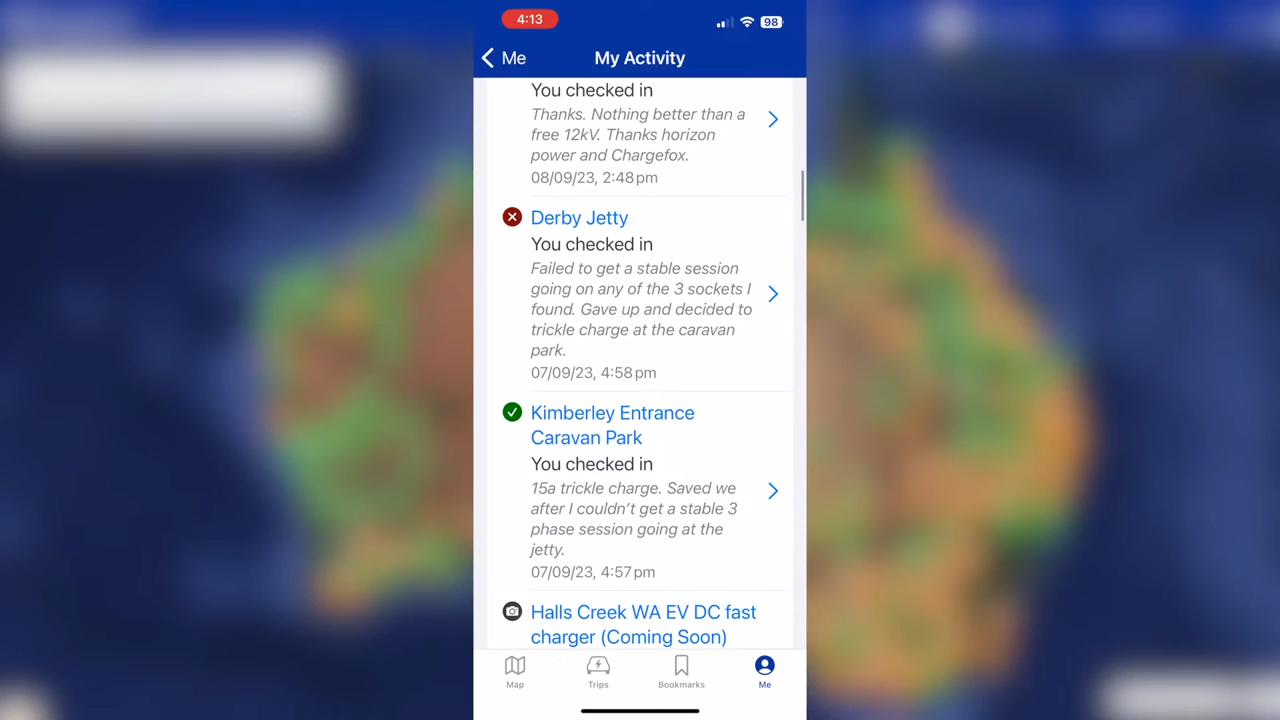 4:13
98
Me
My Activity
You checked in
Thanks. Nothing better than a
free 12kV. Thanks horizon
power and Chargefox.
08/09/23, 2:48 pm
Derby Jetty
You checked in
Failed to get a stable session
going on any of the 3 sockets I
found. Gave up and decided to
trickle charge at the caravan
park.
07/09/23, 4:58 pm
Kimberley Entrance
Caravan Park
You checked in
15a trickle charge. Saved we
after I couldn't get a stable 3
phase session going at the
jetty.
07/09/23, 4:57 pm
Halls Creek WA EV DC fast
charger (Coming Soon)
Map
Trips
Bookmarks
Me